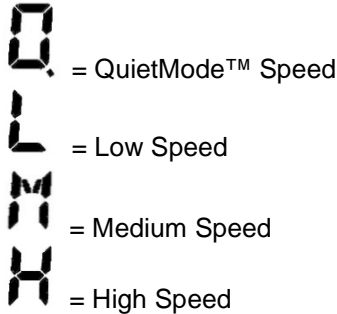 Q = QuietMode™ Speed
L = Low Speed
M = Medium Speed
H = High Speed